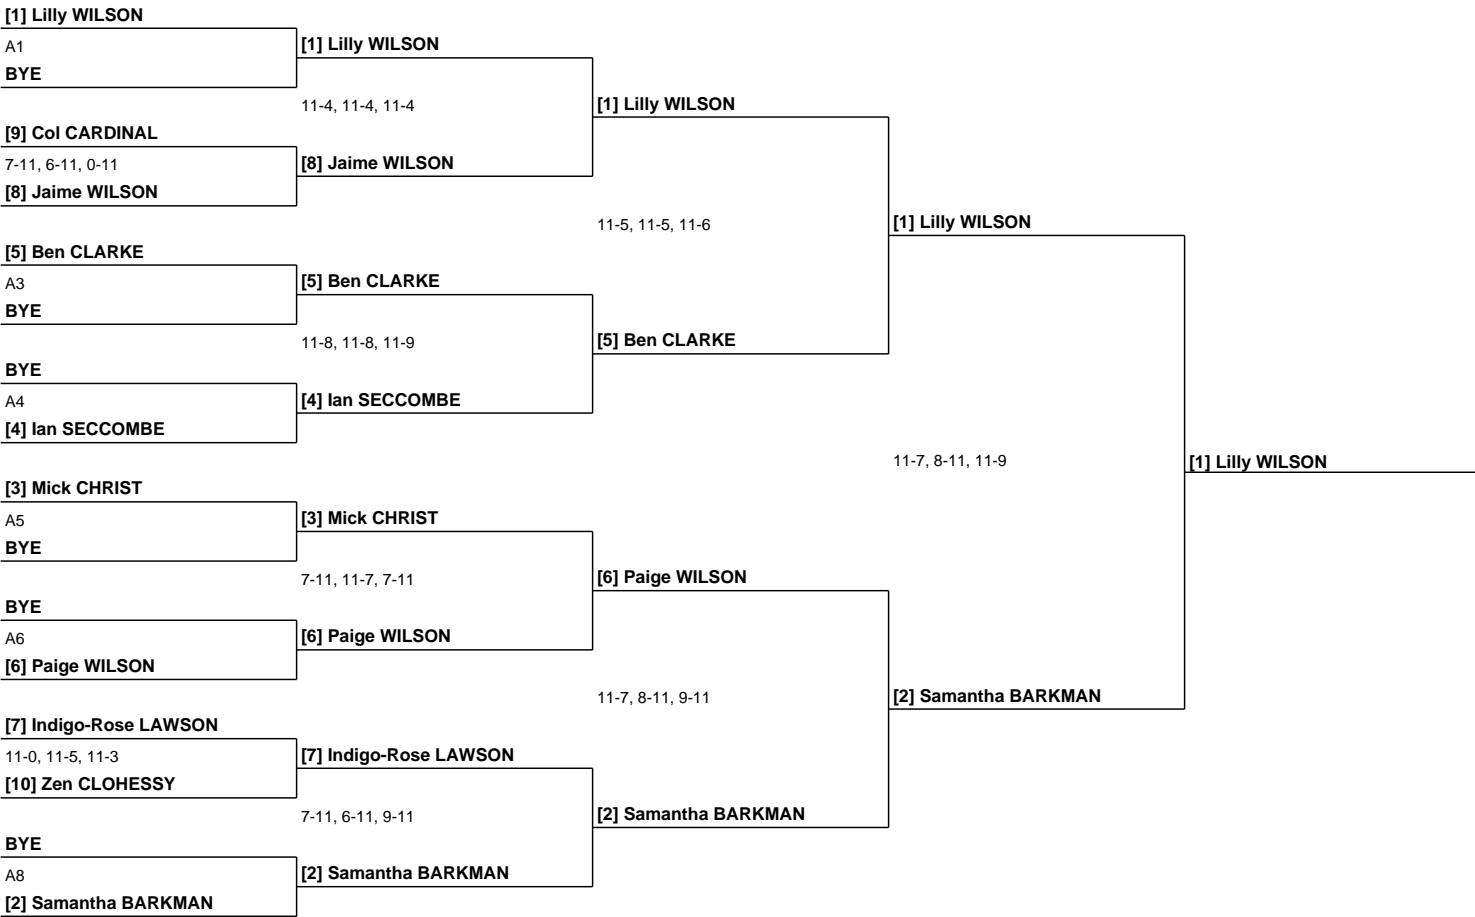 [1] Lilly WILSON
A1
BYE
[9] Col CARDINAL
7-11, 6-11, 0-11
[8] Jaime WILSON
[5] Ben CLARKE
A3
BYE
BYE
A4
[4] Ian SECCOMBE
[3] Mick CHRIST
A5
BYE
BYE
A6
[6] Paige WILSON
[7] Indigo-Rose LAWSON
11-0, 11-5, 11-3
[10] Zen CLOHESSY
BYE
A8
[2] Samantha BARKMAN
[1] Lilly WILSON
11-4, 11-4, 11-4
[8] Jaime WILSON
[5] Ben CLARKE
11-8, 11-8, 11-9
[4] Ian SECCOMBE
[3] Mick CHRIST
7-11, 11-7, 7-11
[6] Paige WILSON
[7] Indigo-Rose LAWSON
7-11, 6-11, 9-11
[2] Samantha BARKMAN
[1] Lilly WILSON
11-5, 11-5, 11-6
[5] Ben CLARKE
[6] Paige WILSON
11-7, 8-11, 9-11
[2] Samantha BARKMAN
[1] Lilly WILSON
11-7, 8-11, 11-9
[2] Samantha BARKMAN
[1] Lilly WILSON